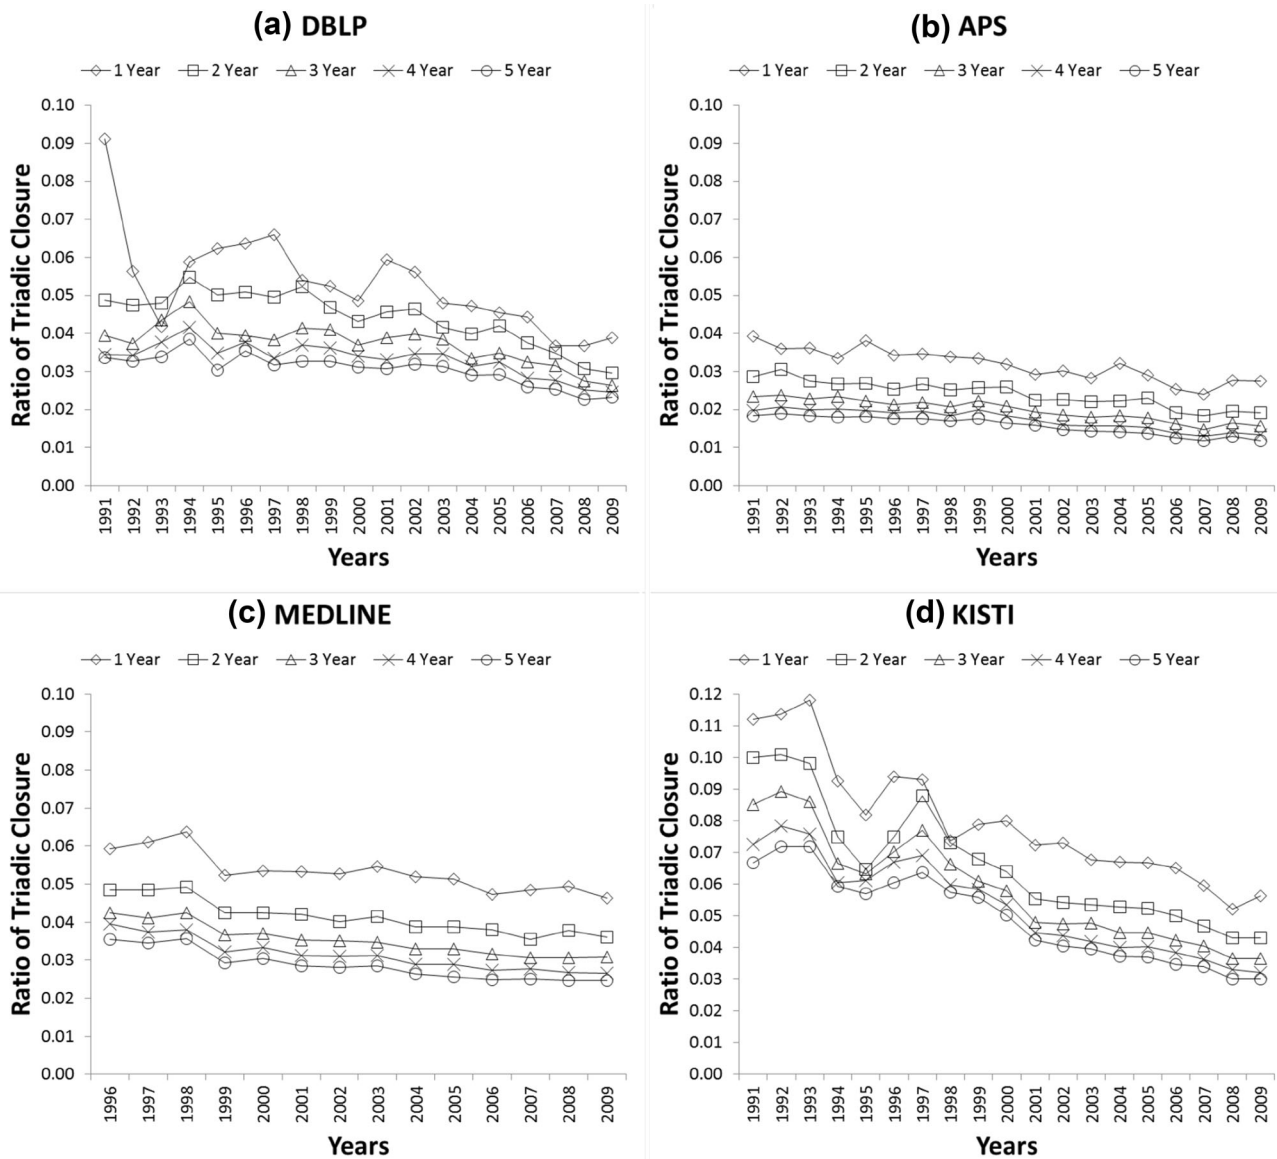 (a) DBLP
1 Year 2 Year 3 Year 4 Year 5 Year
Ratio of Triadic Closure
0.10
0.09
0.08
0.07
0.06
0.05
0.04
0.03
0.02
0.01
0.00
1991 1992 1993 1994 1995 1996 1997 1998 1999 2000 2001 2002 2003 2004 2005 2006 2007 2008 2009
Years
(b) APS
1 Year 2 Year 3 Year 4 Year 5 Year
Ratio of Triadic Closure
0.10
0.09
0.08
0.07
0.06
0.05
0.04
0.03
0.02
0.01
0.00
1991 1992 1993 1994 1995 1996 1997 1998 1999 2000 2001 2002 2003 2004 2005 2006 2007 2008 2009
Years
(c) MEDLINE
1 Year 2 Year 3 Year 4 Year 5 Year
Ratio of Triadic Closure
0.10
0.09
0.08
0.07
0.06
0.05
0.04
0.03
0.02
0.01
0.00
1996 1997 1998 1999 2000 2001 2002 2003 2004 2005 2006 2007 2008 2009
Years
(d) KISTI
1 Year 2 Year 3 Year 4 Year 5 Year
Ratio of Triadic Closure
0.12
0.11
0.10
0.09
0.08
0.07
0.06
0.05
0.04
0.03
0.02
0.01
0.00
1991 1992 1993 1994 1995 1996 1997 1998 1999 2000 2001 2002 2003 2004 2005 2006 2007 2008 2009
Years